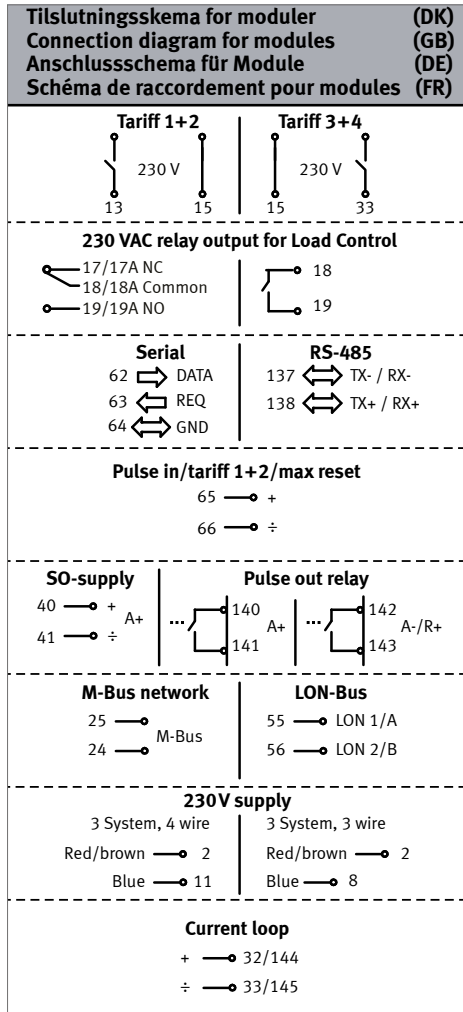 Tilslutningsskema for moduler (DK)
Connection diagram for modules (GB)
Anschlussschema für Module (DE)
Schéma de raccordement pour modules (FR)
Tariff 1+2 Tariff 3+4
230 V 230 V
13 15 15 33
230 VAC relay output for Load Control
17/17A NC 18
18/18A Common
19/19A NO 19
Serial RS-485
62 DATA 137 TX- / RX-
63 REQ 138 TX+ / RX+
64 GND
Pulse in/tariff 1+2/max reset
65 +
66 ÷
SO-supply Pulse out relay
40 + A+ ... 140 A+ ... 142 A-/R+
41 ÷ 141 143
M-Bus network LON-Bus
25 M-Bus 55 LON 1/A
24 56 LON 2/B
230V supply
3 System, 4 wire 3 System, 3 wire
Red/brown 2 Red/brown 2
Blue 11 Blue 8
Current loop
+ 32/144
÷ 33/145